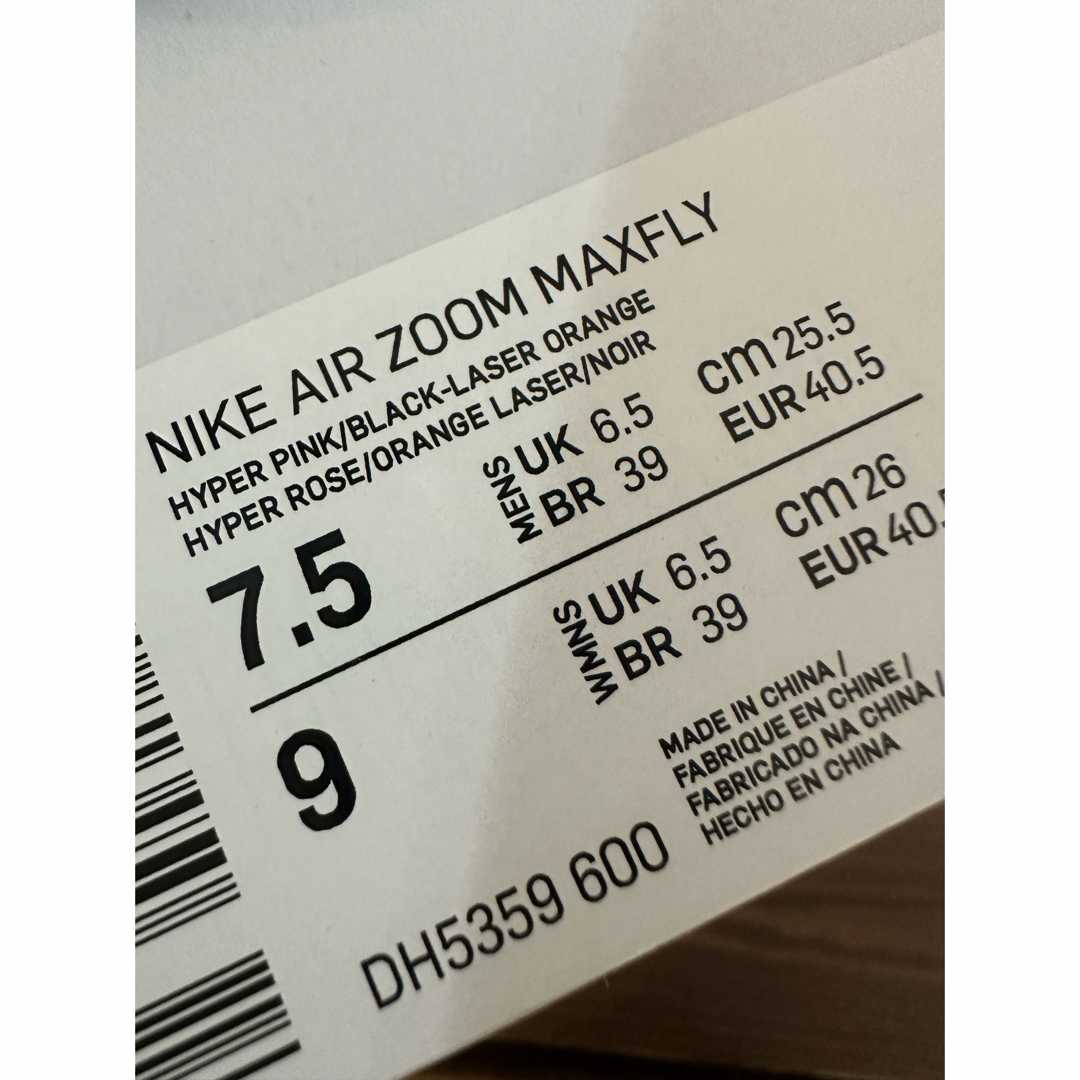 NIKE AIR ZOOM MAXFLY
HYPER PINK/BLACK-LASER ORANGE
HYPER ROSE/ORANGE LASER/NOIR
7.5
MENS
UK 6.5
BR 39
cm 25.5
EUR 40.5
9
WMNS
UK 6.5
BR 39
cm 26
EUR 40.
MADE IN CHINA /
FABRIQUE EN CHINE /
FABRICADO NA CHINA /
HECHO EN CHINA
DH5359 600